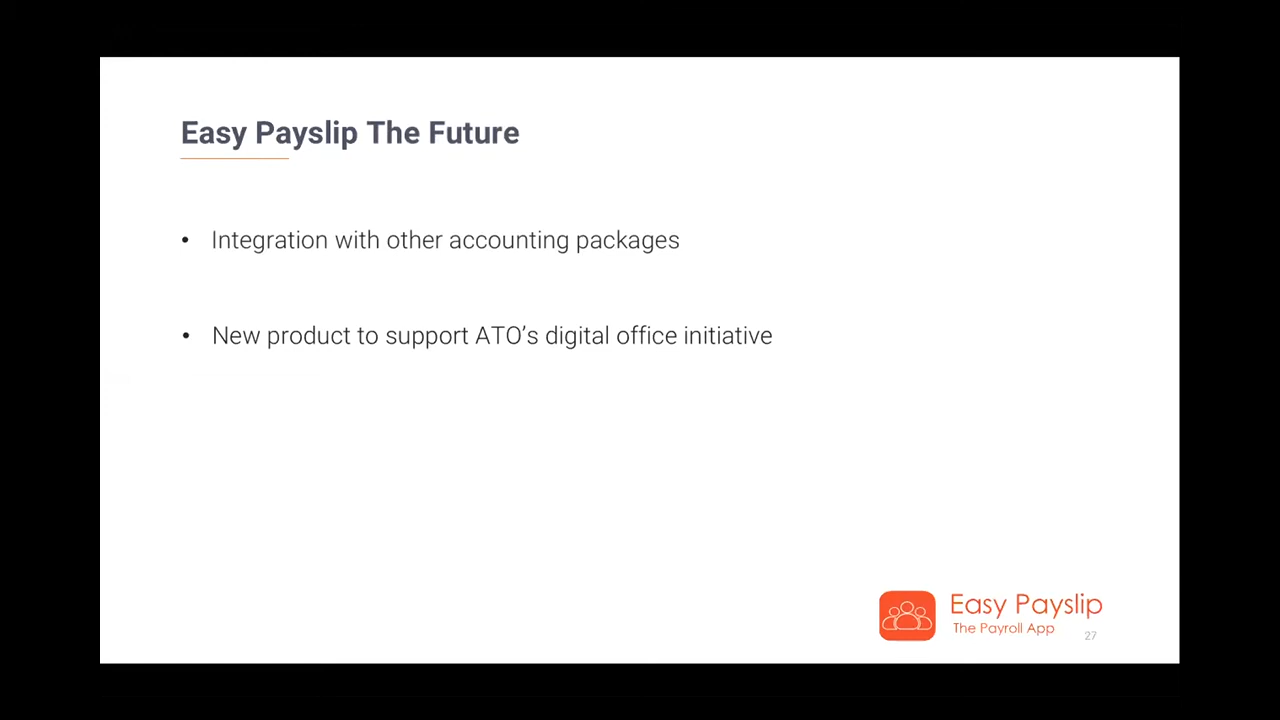 Easy Payslip The Future
• Integration with other accounting packages
• New product to support ATO’s digital office initiative
Easy Payslip
The Payroll App
27